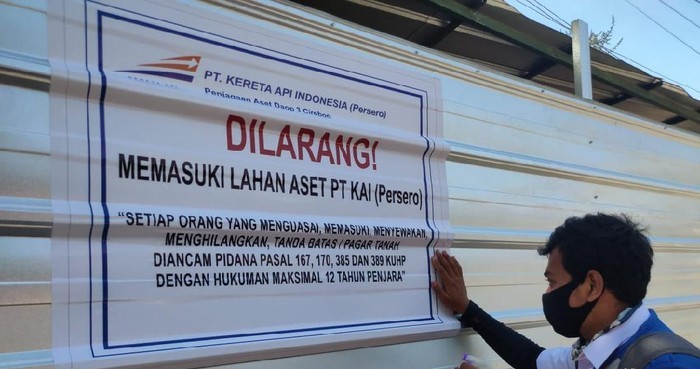 PT. KERETA API INDONESIA (Persero)
Penjagaan Aset Daop 3 Cirebon
DILARANG!
MEMASUKI LAHAN ASET PT KAI (Persero)
“SETIAP ORANG YANG MENGUASAI, MEMASUKI, MENYEWAKAN,
MENGHILANGKAN, TANDA BATAS / PAGAR TANAH
DIANCAM PIDANA PASAL 167, 170, 385 DAN 389 KUHP
DENGAN HUKUMAN MAKSIMAL 12 TAHUN PENJARA”